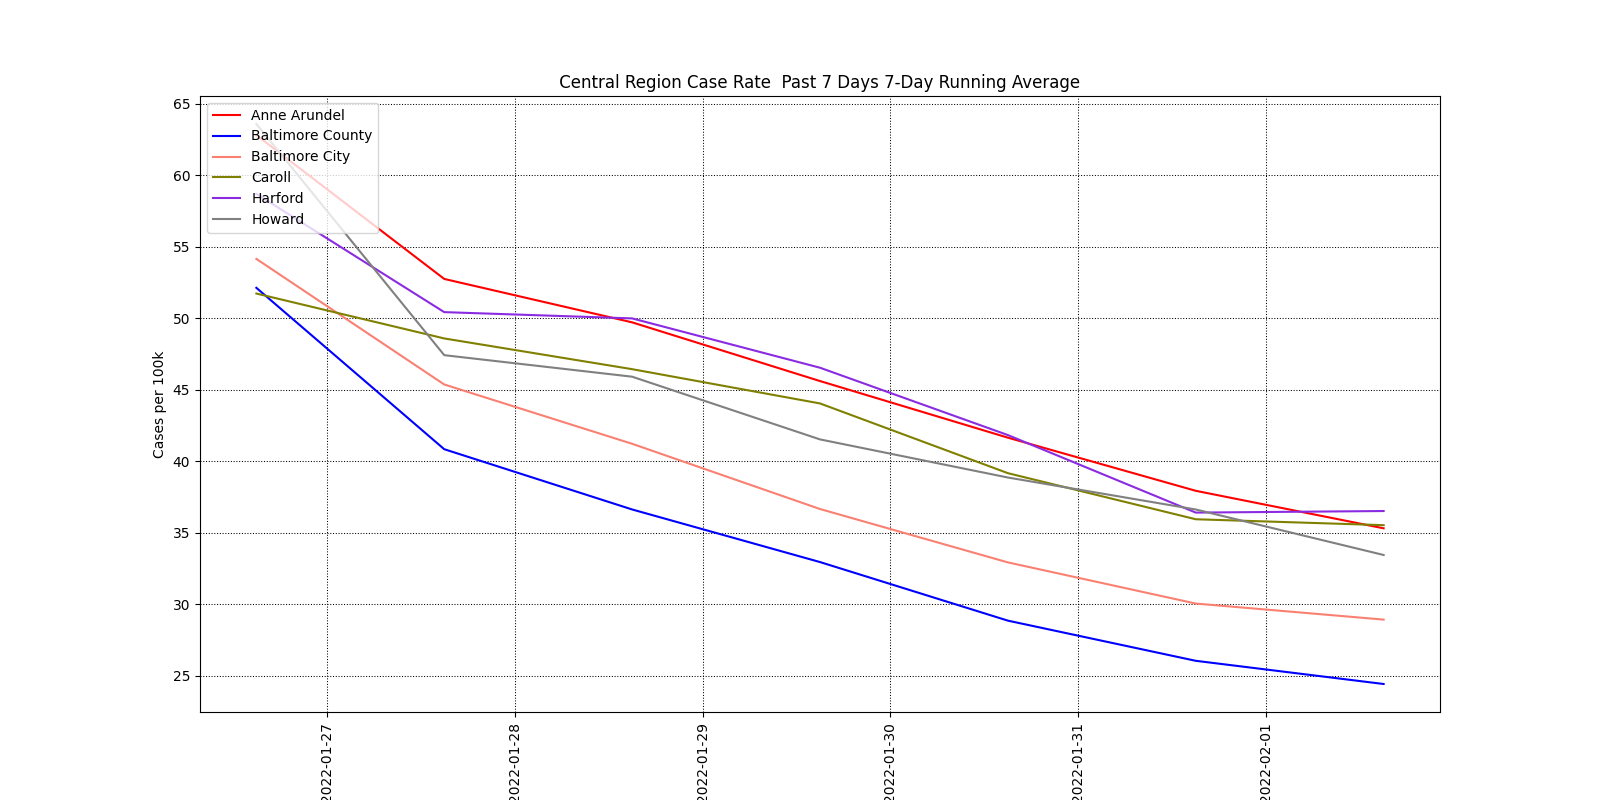 Central Region Case Rate  Past 7 Days 7-Day Running Average
65
60
55
50
45
40
35
30
25
Cases per 100k
Anne Arundel
Baltimore County
Baltimore City
Caroll
Harford
Howard
2022-01-27
2022-01-28
2022-01-29
2022-01-30
2022-01-31
2022-02-01